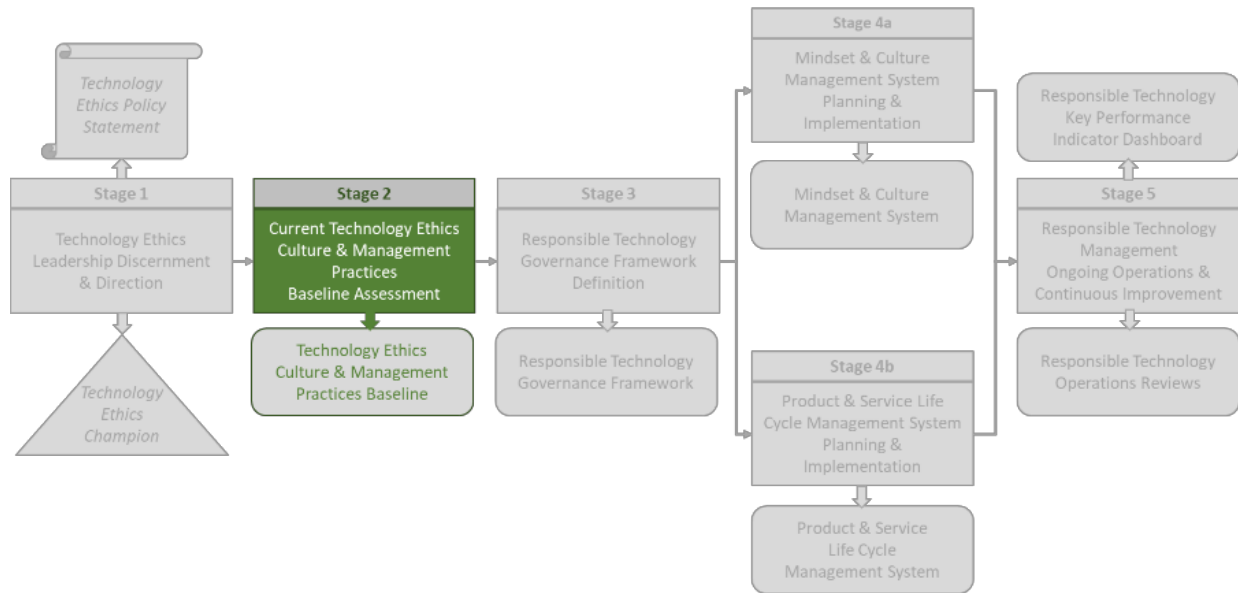 Technology
Ethics Policy
Statement
Stage 1
Technology Ethics
Leadership Discernment
& Direction
Technology
Ethics
Champion
Stage 2
Current Technology Ethics
Culture & Management
Practices
Baseline Assessment
Technology Ethics
Culture & Management
Practices Baseline
Stage 3
Responsible Technology
Governance Framework
Definition
Responsible Technology
Governance Framework
Stage 4a
Mindset & Culture
Management System
Planning &
Implementation
Mindset & Culture
Management System
Stage 4b
Product & Service Life
Cycle Management System
Planning &
Implementation
Product & Service
Life Cycle
Management System
Responsible Technology
Key Performance
Indicator Dashboard
Stage 5
Responsible Technology
Management
Ongoing Operations &
Continuous Improvement
Responsible Technology
Operations Reviews